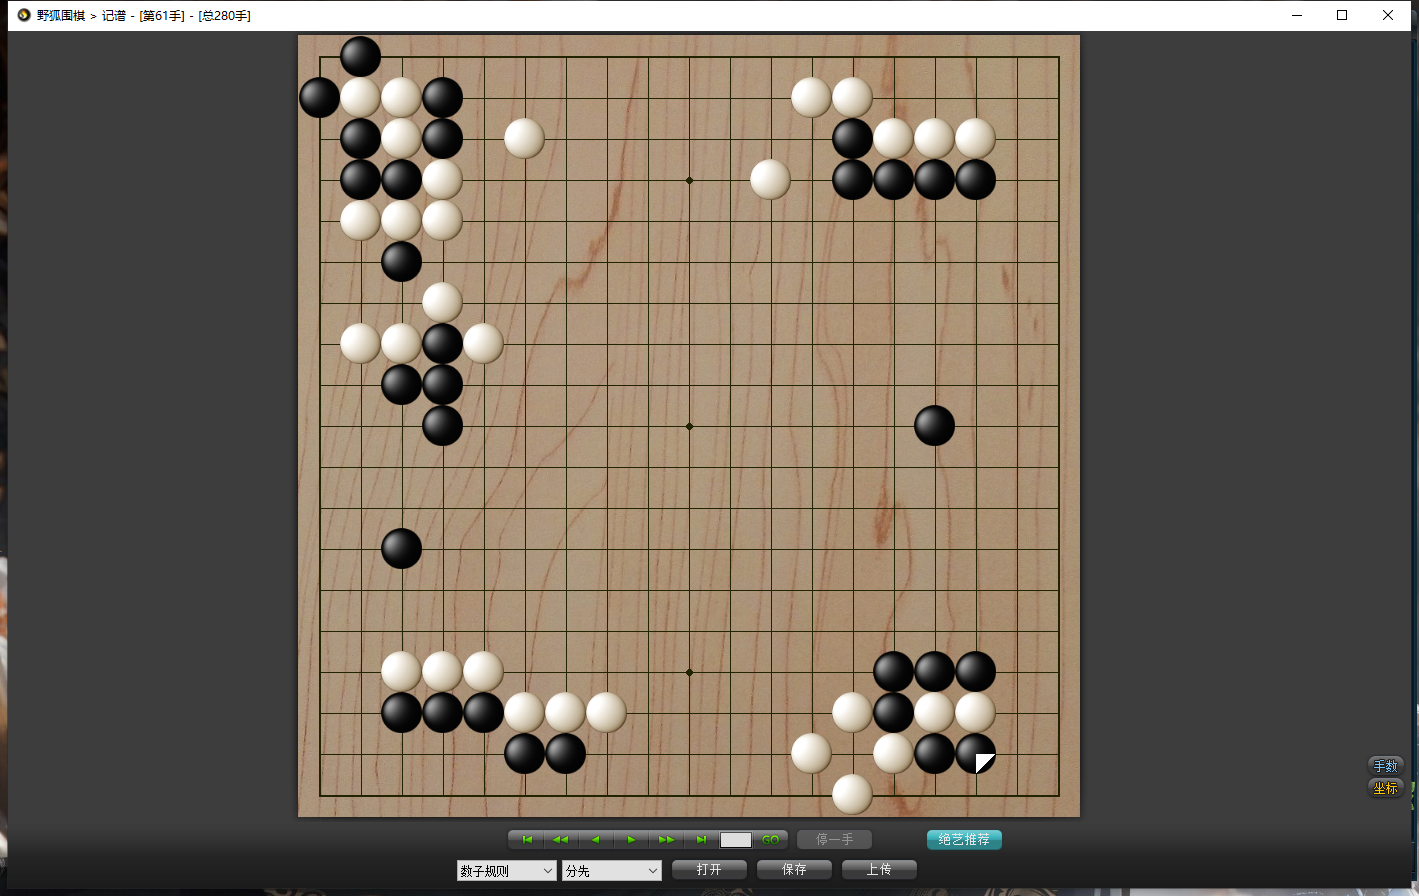 野狐围棋 > 记谱 - [第61手] - [总280手]
手数
坐标
GO 停一手 绝艺推荐
数子规则 分先 打开 保存 上传